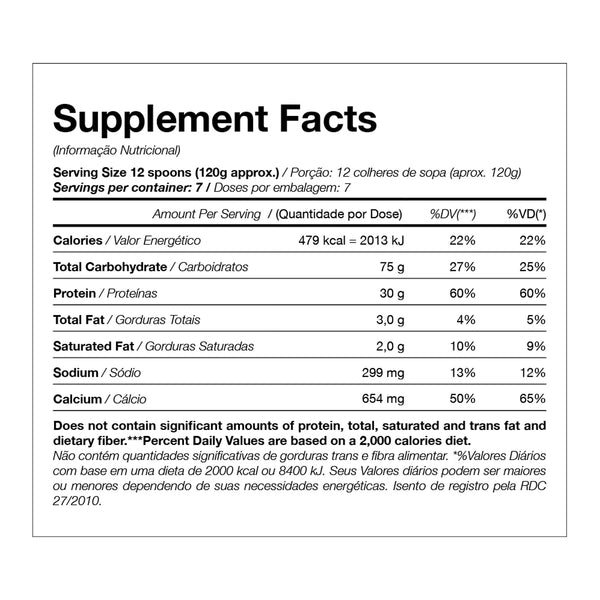 Supplement Facts
(Informação Nutricional)
Serving Size 12 spoons (120g approx.) / Porção: 12 colheres de sopa (aprox. 120g)
Servings per container: 7 / Doses por embalagem: 7
Amount Per Serving / (Quantidade por Dose) %DV(***) %VD(*)
Calories / Valor Energético 479 kcal = 2013 kJ 22% 22%
Total Carbohydrate / Carboidratos 75 g 27% 25%
Protein / Proteínas 30 g 60% 60%
Total Fat / Gorduras Totais 3,0 g 4% 5%
Saturated Fat / Gorduras Saturadas 2,0 g 10% 9%
Sodium / Sódio 299 mg 13% 12%
Calcium / Cálcio 654 mg 50% 65%
Does not contain significant amounts of protein, total, saturated and trans fat and
dietary fiber.***Percent Daily Values are based on a 2,000 calories diet.
Não contém quantidades significativas de gorduras trans e fibra alimentar. *%Valores Diários
com base em uma dieta de 2000 kcal ou 8400 kJ. Seus Valores diários podem ser maiores
ou menores dependendo de suas necessidades energéticas. Isento de registro pela RDC
27/2010.